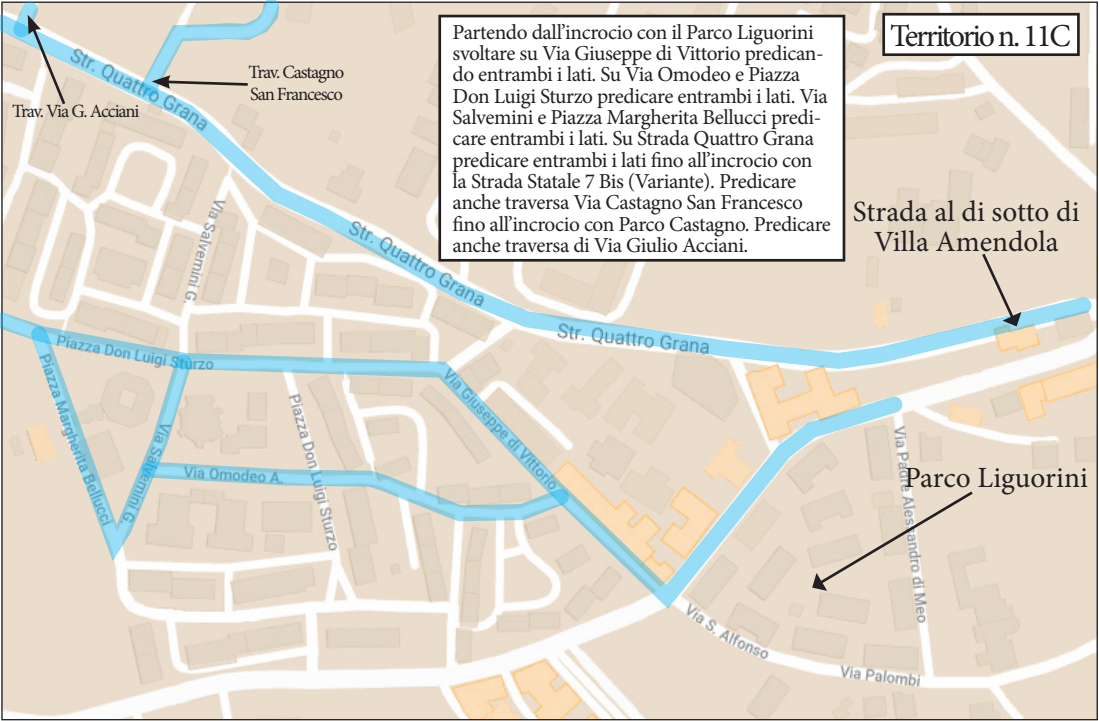 Partendo dall'incrocio con il Parco Liguorini
svoltare su Via Giuseppe di Vittorio predican-
do entrambi i lati. Su Via Omodeo e Piazza
Don Luigi Sturzo predicare entrambi i lati. Via
Salvemini e Piazza Margherita Bellucci predi-
care entrambi i lati. Su Strada Quattro Grana
predicare entrambi i lati fino all'incrocio con
la Strada Statale 7 Bis (Variante). Predicare
anche traversa Via Castagno San Francesco
fino all'incrocio con Parco Castagno. Predicare
anche traversa di Via Giulio Acciani.
Territorio n. 11C
Str. Quattro Grana
Trav. Castagno
San Francesco
Trav. Via G. Acciani
Via Salvemini G.
Str. Quattro Grana
Strada al di sotto di
Villa Amendola
Str. Quattro Grana
Piazza Don Luigi Sturzo
Piazza Margherita Bellucci
Via Giuseppe di Vittorio
Piazza Don Luigi Sturzo
Via Salvemini G.
Via Omodeo A.
Via Padre Alessandro di Meo
Parco Liguorini
Via S. Alfonso
Via Palombi